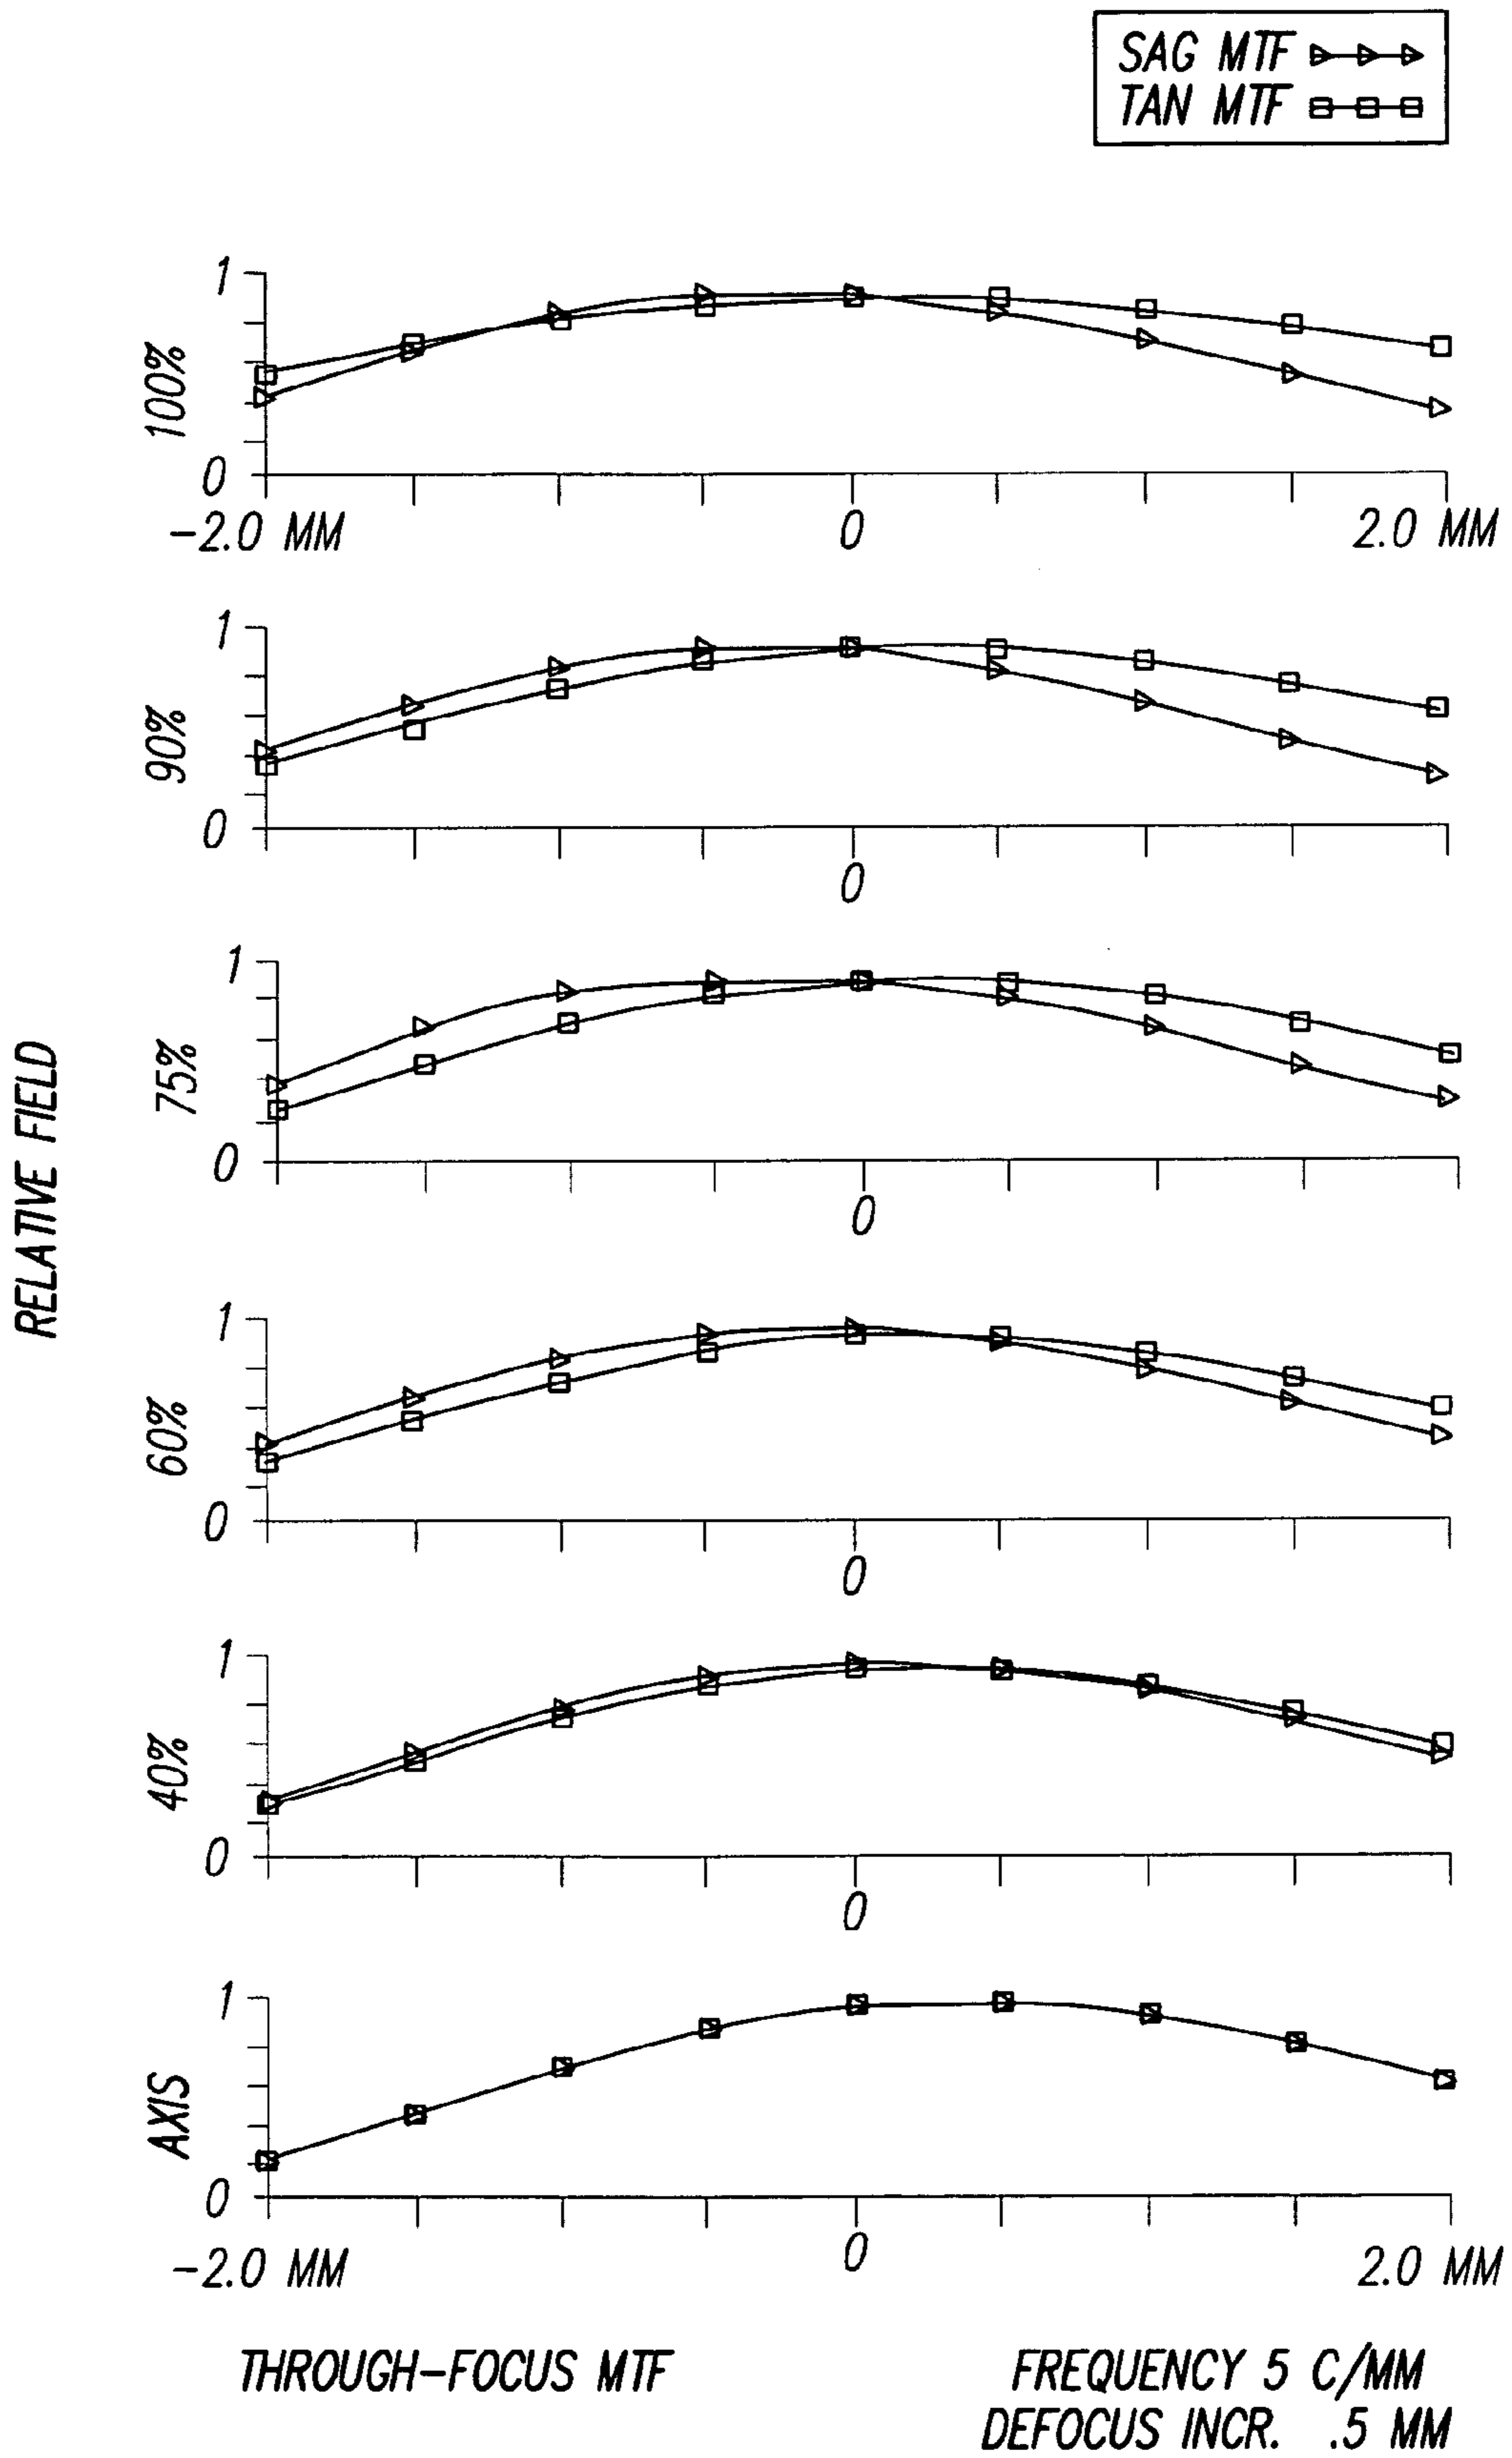 SAG MTF
TAN MTF
RELATIVE FIELD
1
100%
0
-2.0 MM
0
2.0 MM
1
90%
0
0
1
75%
0
0
1
60%
0
0
1
40%
0
0
1
AXIS
0
-2.0 MM
0
2.0 MM
THROUGH-FOCUS MTF
FREQUENCY 5 C/MM
DEFOCUS INCR. .5 MM